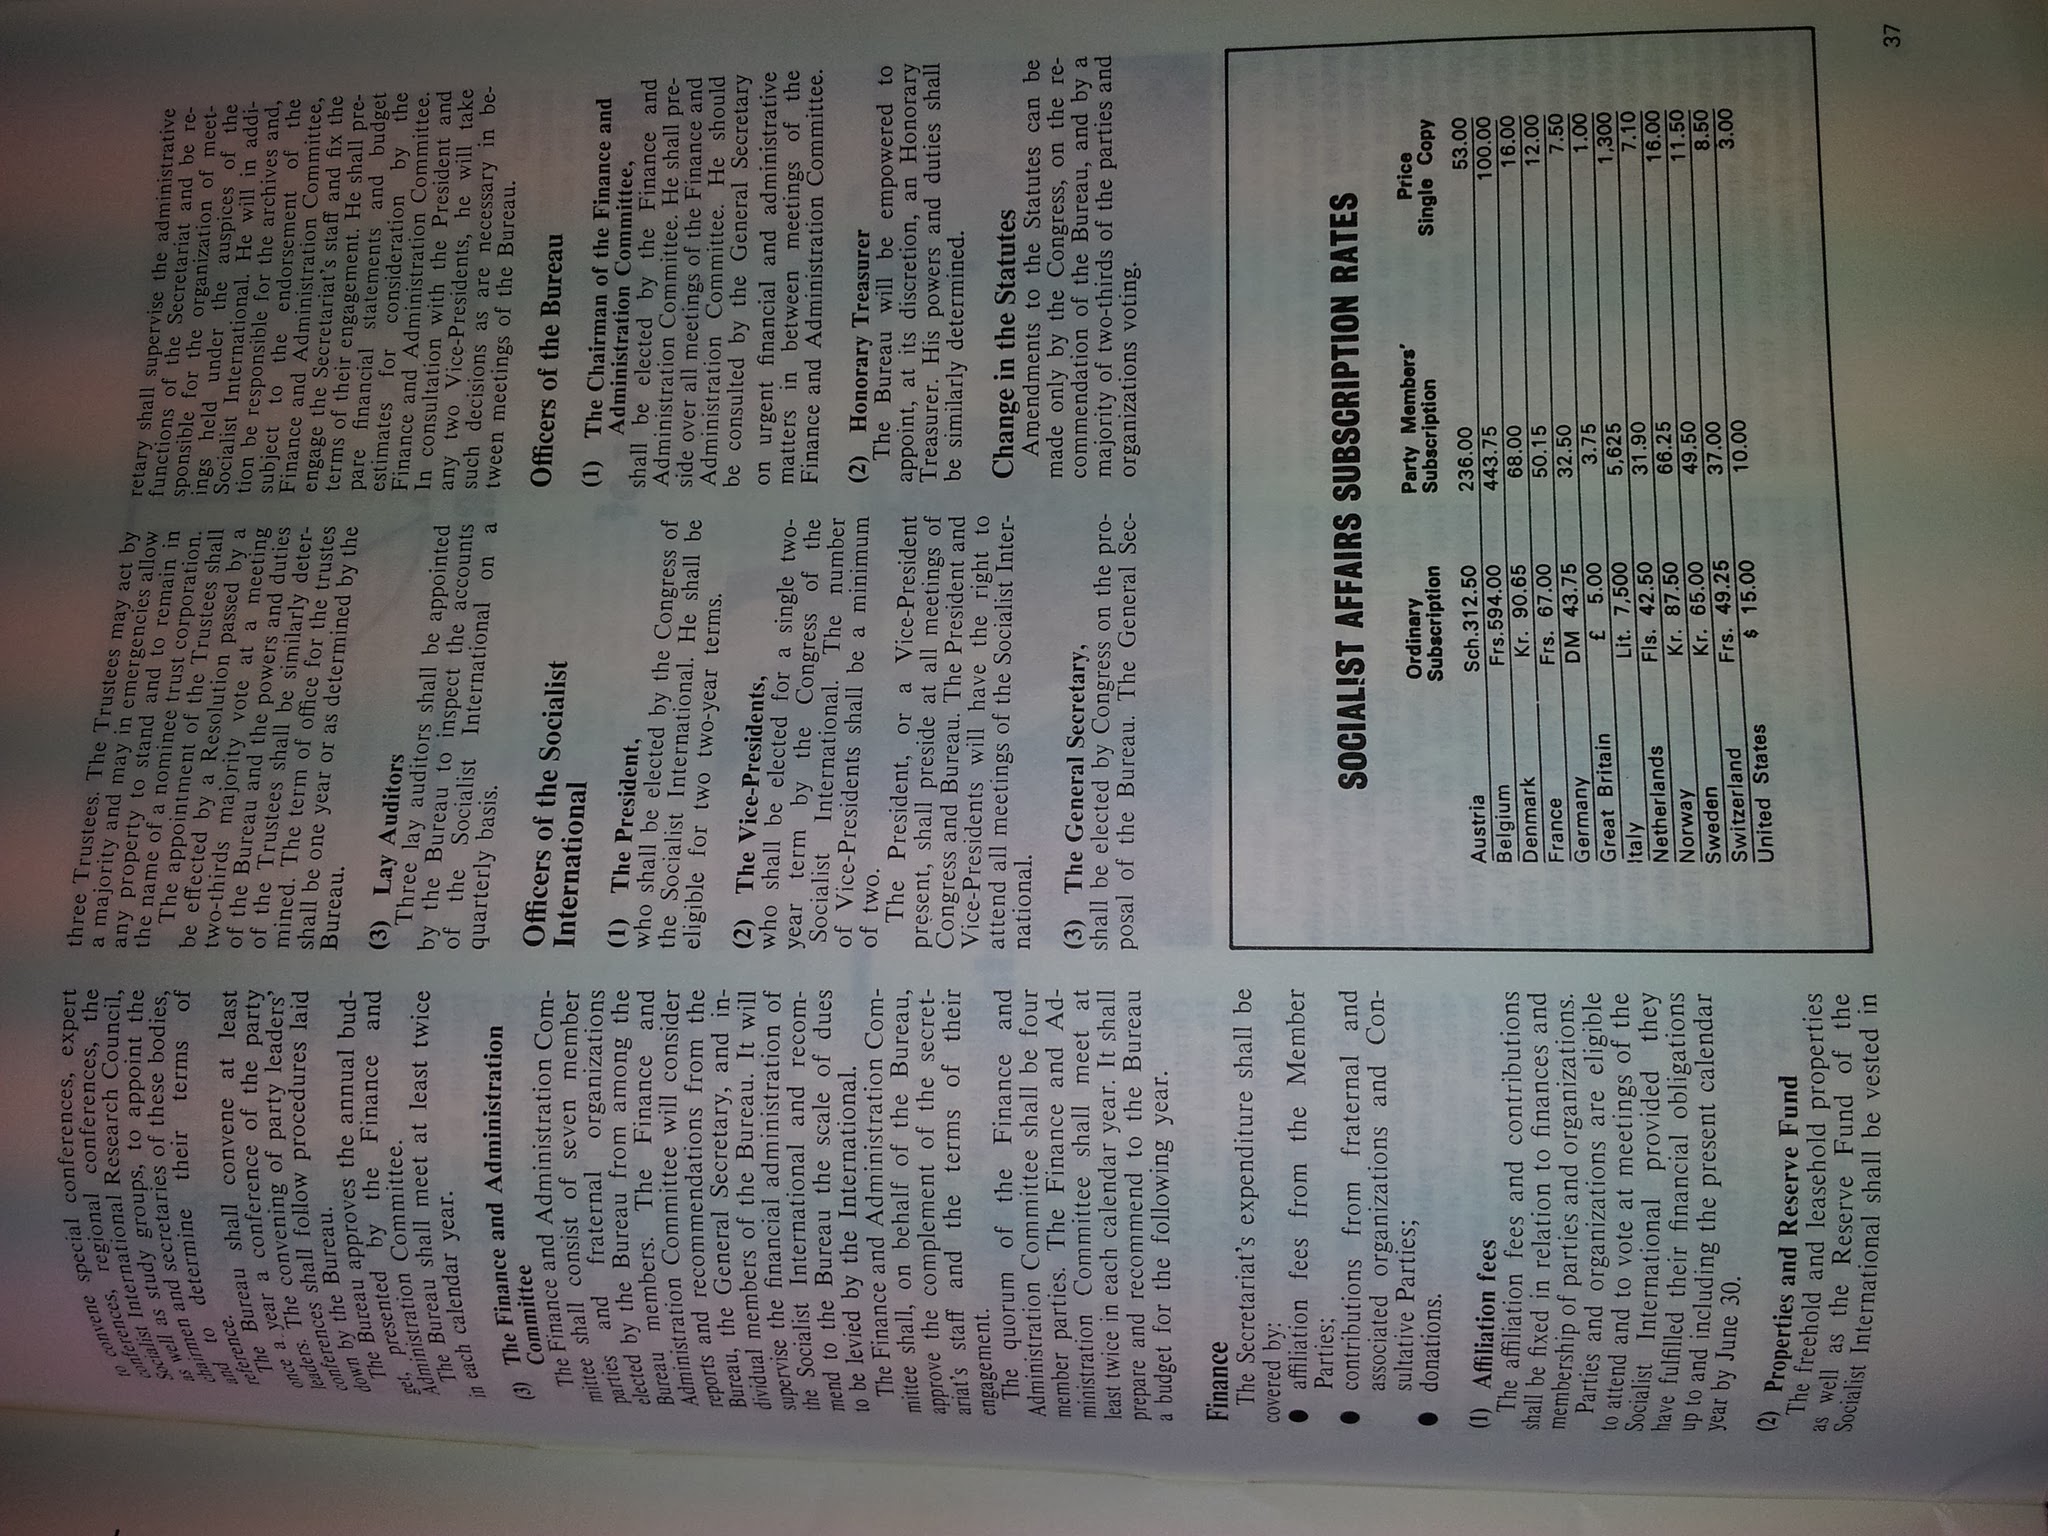 to convene special conferences, expert
conferences, regional conferences, the
Socialist International Research Council,
as well as study groups, to appoint the
chairmen and secretaries of these bodies,
and to determine their terms of
reference.
The Bureau shall convene at least
once a year a conference of the party
leaders. The convening of party leaders'
conferences shall follow procedures laid
down by the Bureau.
The Bureau approves the annual bud-
get, presented by the Finance and
Administration Committee.
The Bureau shall meet at least twice
in each calendar year.
(3) The Finance and Administration
Committee
The Finance and Administration Com-
mittee shall consist of seven member
parties and fraternal organizations
elected by the Bureau from among the
Bureau members. The Finance and
Administration Committee will consider
reports and recommendations from the
Bureau, the General Secretary, and in-
dividual members of the Bureau. It will
supervise the financial administration of
the Socialist International and recom-
mend to the Bureau the scale of dues
to be levied by the International.
The Finance and Administration Com-
mittee shall, on behalf of the Bureau,
approve the complement of the secret-
ariat's staff and the terms of their
engagement.
The quorum of the Finance and
Administration Committee shall be four
member parties. The Finance and Ad-
ministration Committee shall meet at
least twice in each calendar year. It shall
prepare and recommend to the Bureau
a budget for the following year.
Finance
The Secretariat's expenditure shall be
covered by:
● affiliation fees from the Member
Parties;
● contributions from fraternal and
associated organizations and Con-
sultative Parties;
● donations.
(1) Affiliation fees
The affiliation fees and contributions
shall be fixed in relation to finances and
membership of parties and organizations.
Parties and organizations are eligible
to attend and to vote at meetings of the
Socialist International provided they
have fulfilled their financial obligations
up to and including the present calendar
year by June 30.
(2) Properties and Reserve Fund
The freehold and leasehold properties
as well as the Reserve Fund of the
Socialist International shall be vested in
three Trustees. The Trustees may act by
a majority and may in emergencies allow
any property to stand and to remain in
the name of a nominee trust corporation.
The appointment of the Trustees shall
be effected by a Resolution passed by a
two-thirds majority vote at a meeting
of the Bureau and the powers and duties
of the Trustees shall be similarly deter-
mined. The term of office for the trustes
shall be one year or as determined by the
Bureau.
(3) Lay Auditors
Three lay auditors shall be appointed
by the Bureau to inspect the accounts
of the Socialist International on a
quarterly basis.
Officers of the Socialist
International
(1) The President,
who shall be elected by the Congress of
the Socialist International. He shall be
eligible for two two-year terms.
(2) The Vice-Presidents,
who shall be elected for a single two-
year term by the Congress of the
Socialist International. The number
of Vice-Presidents shall be a minimum
of two.
The President, or a Vice-President
present, shall preside at all meetings of
Congress and Bureau. The President and
Vice-Presidents will have the right to
attend all meetings of the Socialist Inter-
national.
(3) The General Secretary,
shall be elected by Congress on the pro-
posal of the Bureau. The General Sec-
retary shall supervise the administrative
functions of the Secretariat and be re-
sponsible for the organization of meet-
ings held under the auspices of the
Socialist International. He will in addi-
tion be responsible for the archives and,
subject to the endorsement of the
Finance and Administration Committee,
engage the Secretariat's staff and fix the
terms of their engagement. He shall pre-
pare financial statements and budget
estimates for consideration by the
Finance and Administration Committee.
In consultation with the President and
any two Vice-Presidents, he will take
such decisions as are necessary in be-
tween meetings of the Bureau.
Officers of the Bureau
(1) The Chairman of the Finance and
Administration Committee,
shall be elected by the Finance and
Administration Committee. He shall pre-
side over all meetings of the Finance and
Administration Committee. He should
be consulted by the General Secretary
on urgent financial and administrative
matters in between meetings of the
Finance and Administration Committee.
(2) Honorary Treasurer
The Bureau will be empowered to
appoint, at its discretion, an Honorary
Treasurer. His powers and duties shall
be similarly determined.
Change in the Statutes
Amendments to the Statutes can be
made only by the Congress, on the re-
commendation of the Bureau, and by a
majority of two-thirds of the parties and
organizations voting.
SOCIALIST AFFAIRS SUBSCRIPTION RATES
Ordinary Subscription Party Members' Subscription Price Single Copy
Austria Sch.312.50 236.00 53.00
Belgium Frs.594.00 443.75 100.00
Denmark Kr. 90.65 68.00 16.00
France Frs. 67.00 50.15 12.00
Germany DM 43.75 32.50 7.50
Great Britain £ 5.00 3.75 1.00
Italy Lit. 7,500 5,625 1,300
Netherlands Fls. 42.50 31.90 7.10
Norway Kr. 87.50 66.25 16.00
Sweden Kr. 65.00 49.50 11.50
Switzerland Frs. 49.25 37.00 8.50
United States $ 15.00 10.00 3.00
37